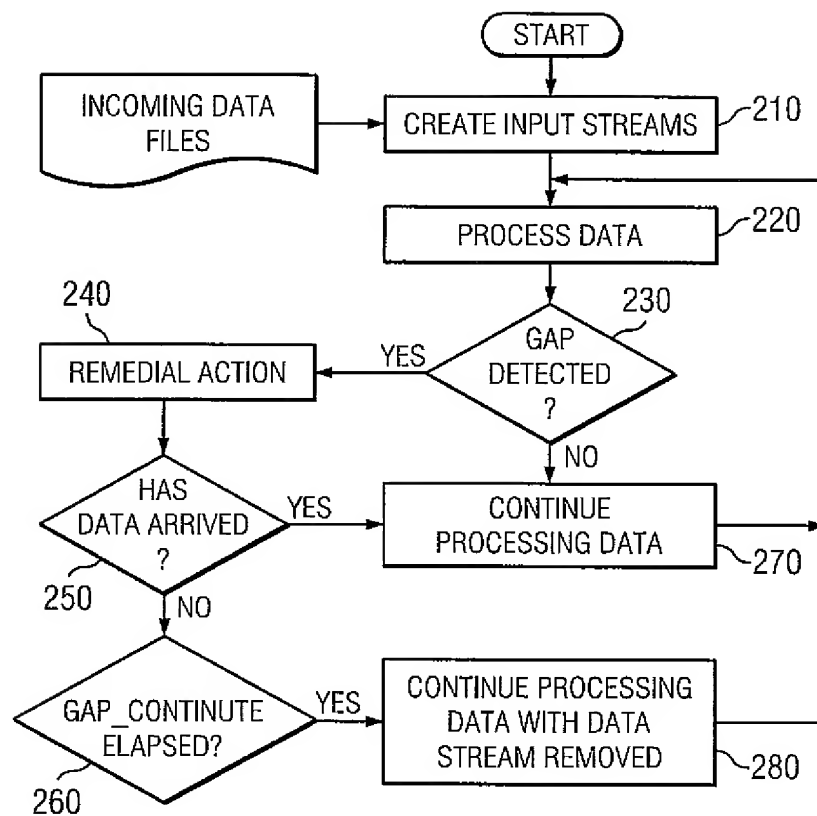 START
INCOMING DATA
FILES
CREATE INPUT STREAMS
210
PROCESS DATA
220
240
230
REMEDIAL ACTION
YES
GAP
DETECTED
?
NO
HAS
DATA ARRIVED
?
YES
CONTINUE
PROCESSING DATA
250
270
NO
GAP_CONTINUTE
ELAPSED?
YES
CONTINUE PROCESSING
DATA WITH DATA
STREAM REMOVED
260
280